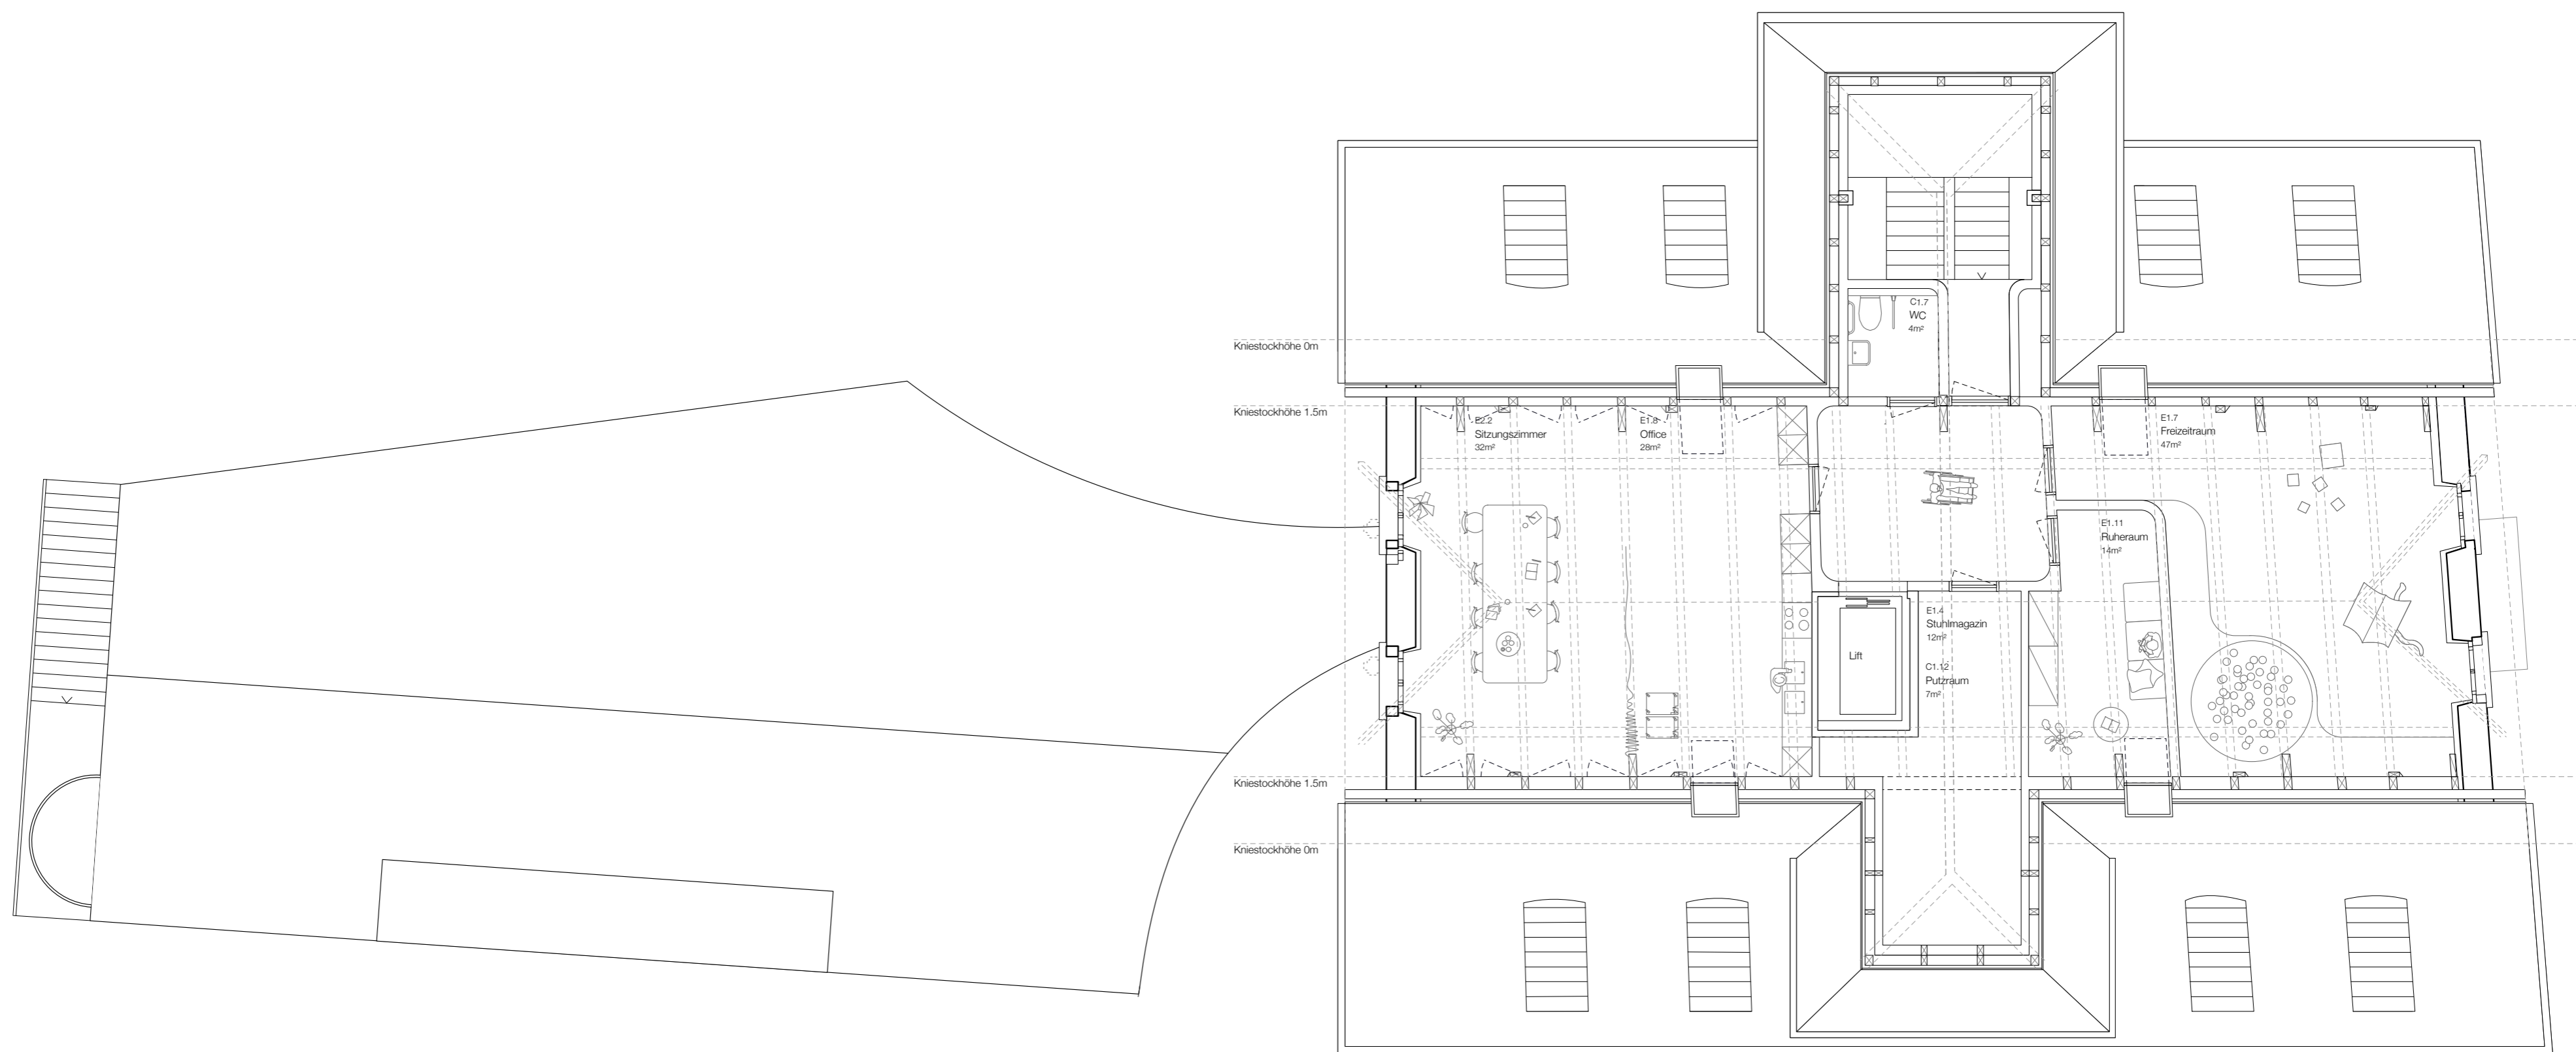 C1.7
WC
4m²
Kniestockhöhe 0m
Kniestockhöhe 1.5m
E2.2
Sitzungszimmer
32m²
E1.8
Office
28m²
E1.7
Freizeitraum
47m²
E1.11
Ruheraum
14m²
E1.4
Stuhlmagazin
12m²
Lift
C1.12
Putzraum
7m²
Kniestockhöhe 1.5m
Kniestockhöhe 0m